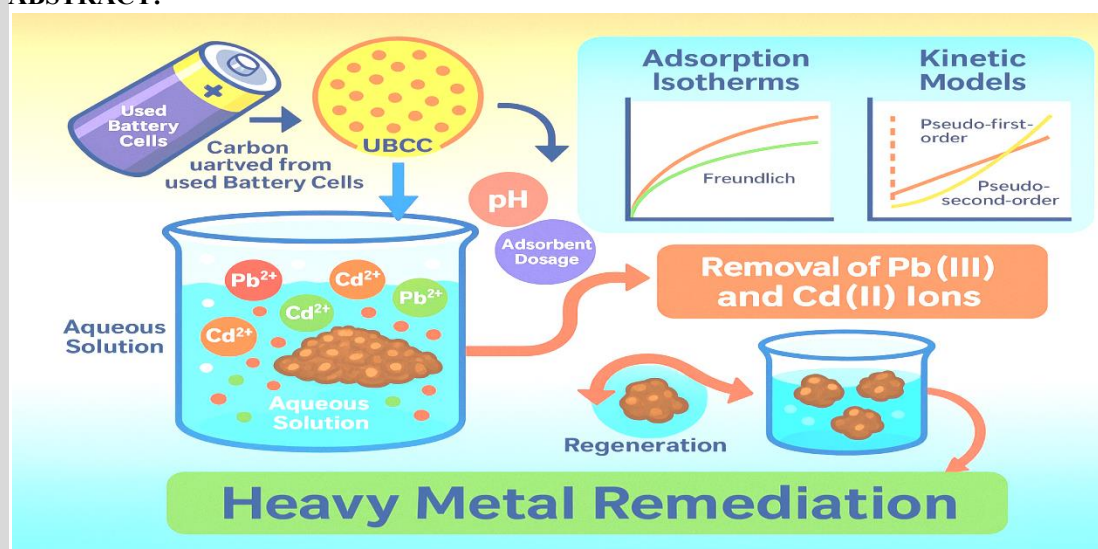 ABSTRACT:
Used
Battery
Cells
Carbon
uartved from
used Battery Cells
UBCC
pH
Adsorbent
Dosage
Adsorption
Isotherms
Freundlich
Kinetic
Models
Pseudo-first-
order
Pseudo-
second-order
Aqueous
Solution
Pb²⁺
Cd²⁺
Pb²⁺
Cd²⁺
Cd²⁺
Aqueous
Solution
Removal of Pb(III)
and Cd(II) Ions
Regeneration
Heavy Metal Remediation